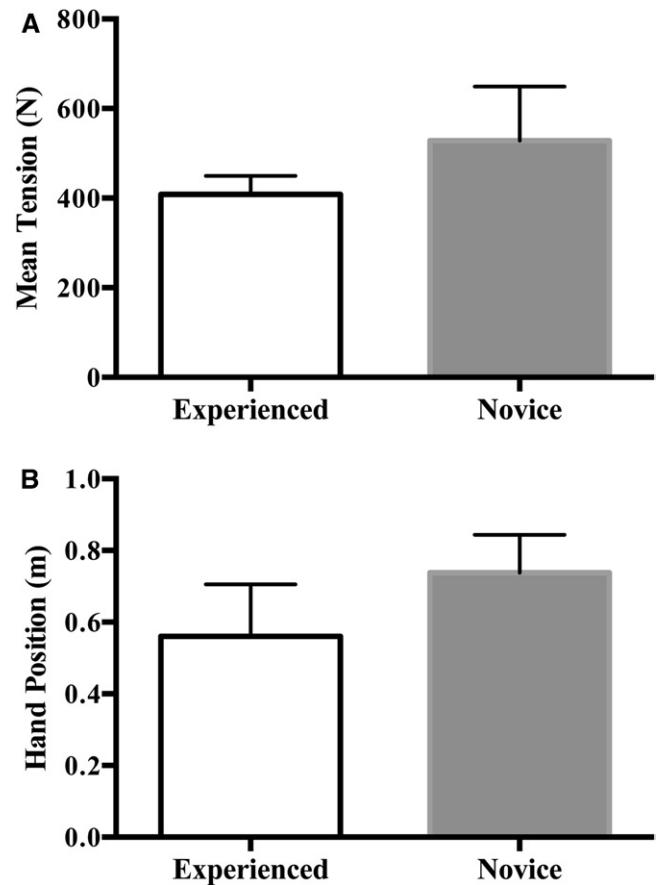 A
Mean Tension (N)
800
600
400
200
0
Experienced Novice
B
Hand Position (m)
1.0
0.8
0.6
0.4
0.2
0.0
Experienced Novice